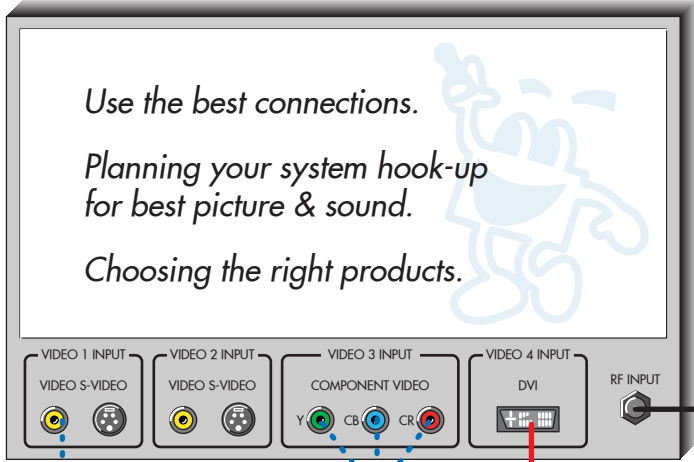 Use the best connections.
Planning your system hook-up
for best picture & sound.
Choosing the right products.
VIDEO 1 INPUT
VIDEO 2 INPUT
VIDEO 3 INPUT
VIDEO 4 INPUT
VIDEO S-VIDEO
VIDEO S-VIDEO
COMPONENT VIDEO
DVI
RF INPUT
Y
CB
CR